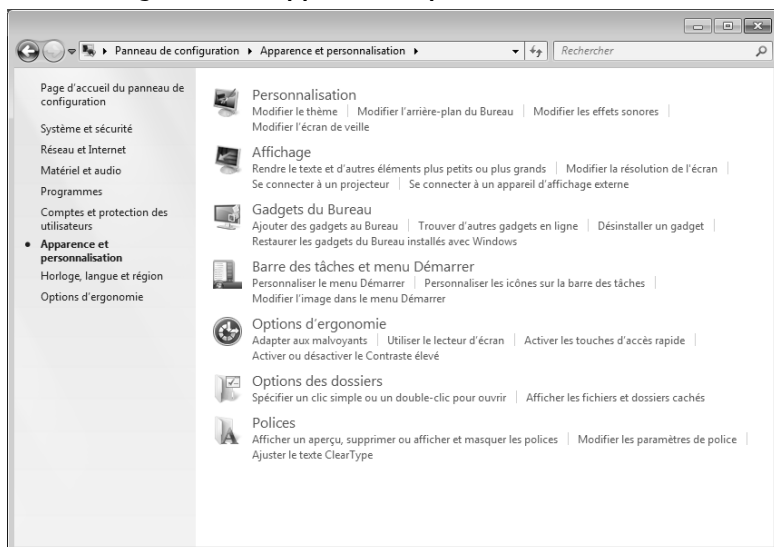 Panneau de configuration ▸ Apparence et personnalisation ▸
Rechercher
Page d'accueil du panneau de
configuration
Système et sécurité
Réseau et Internet
Matériel et audio
Programmes
Comptes et protection des
utilisateurs
Apparence et
personnalisation
Horloge, langue et région
Options d'ergonomie
Personnalisation
Modifier le thème | Modifier l'arrière-plan du Bureau | Modifier les effets sonores |
Modifier l'écran de veille
Affichage
Rendre le texte et d'autres éléments plus petits ou plus grands | Modifier la résolution de l'écran |
Se connecter à un projecteur | Se connecter à un appareil d'affichage externe
Gadgets du Bureau
Ajouter des gadgets au Bureau | Trouver d'autres gadgets en ligne | Désinstaller un gadget |
Restaurer les gadgets du Bureau installés avec Windows
Barre des tâches et menu Démarrer
Personnaliser le menu Démarrer | Personnaliser les icônes sur la barre des tâches |
Modifier l'image dans le menu Démarrer
Options d'ergonomie
Adapter aux malvoyants | Utiliser le lecteur d'écran | Activer les touches d'accès rapide |
Activer ou désactiver le Contraste élevé
Options des dossiers
Spécifier un clic simple ou un double-clic pour ouvrir | Afficher les fichiers et dossiers cachés
Polices
Afficher un aperçu, supprimer ou afficher et masquer les polices | Modifier les paramètres de police |
Ajuster le texte ClearType